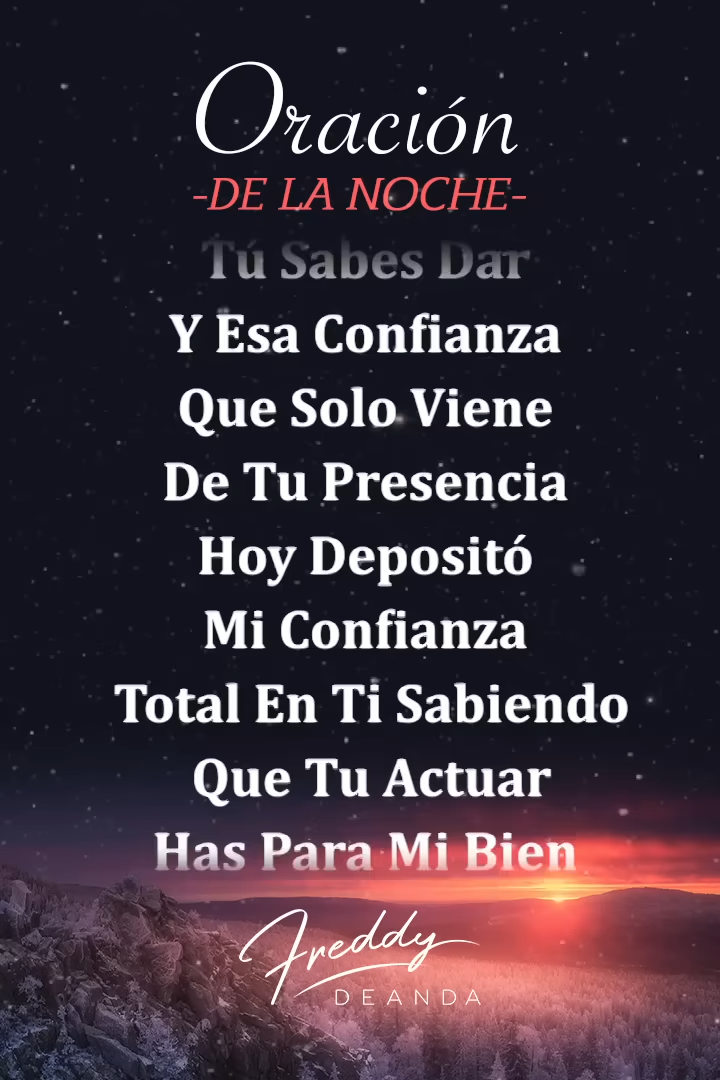 Oración
-DE LA NOCHE-
Tú Sabes Dar
Y Esa Confianza
Que Solo Viene
De Tu Presencia
Hoy Depositó
Mi Confianza
Total En Ti Sabiendo
Que Tu Actuar
Has Para Mi Bien
Freddy
DEANDA